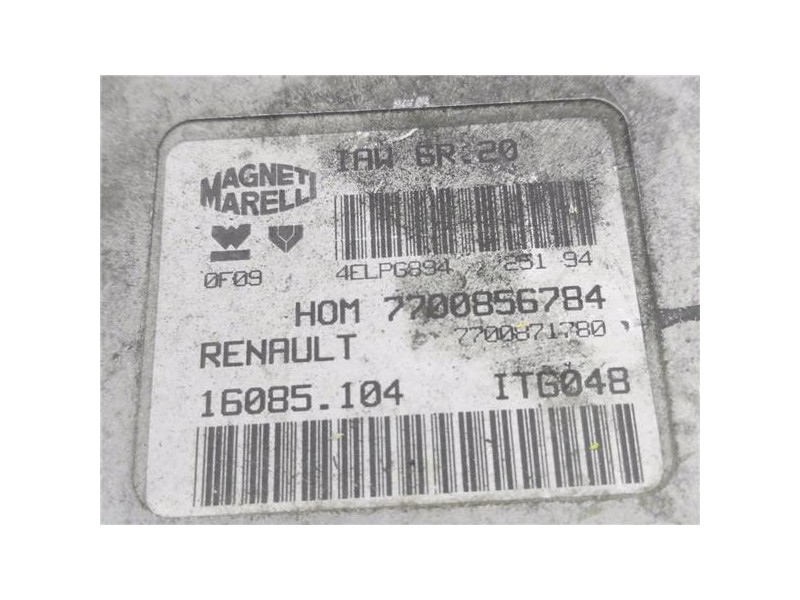 IAW 6R.20
MAGNETI
MARELLI
0F09
4ELPG894 251 94
HOM 7700856784
7700871780
RENAULT
16085.104 ITG048